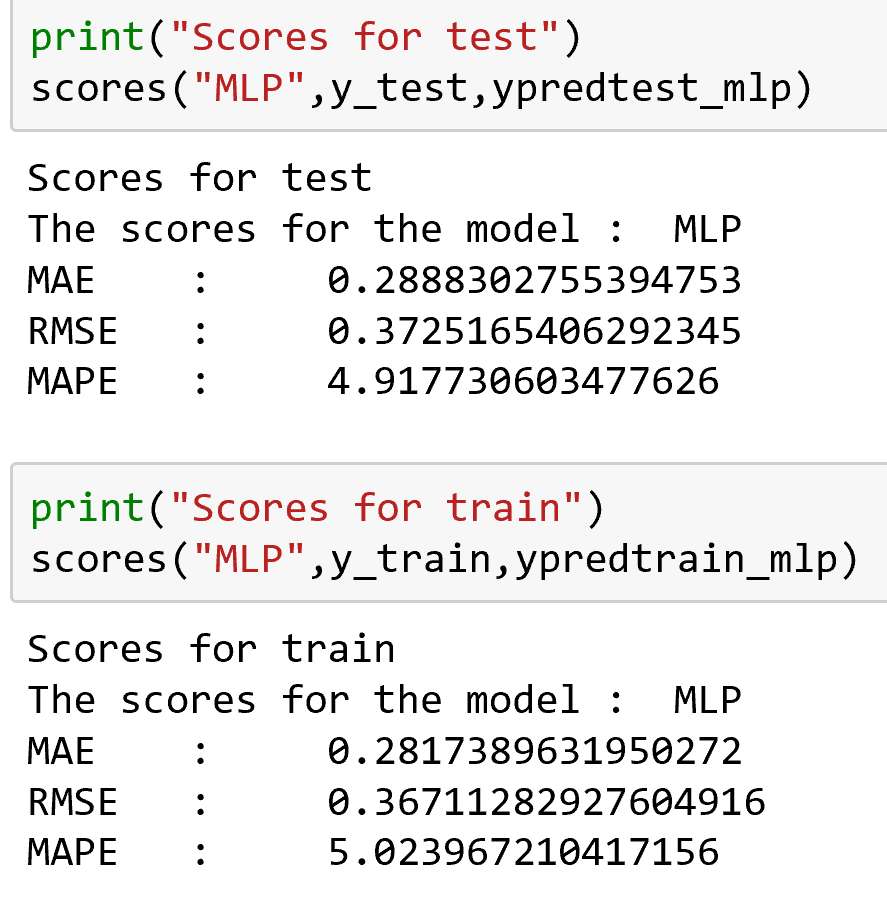 print("Scores for test")
scores("MLP",y_test,ypredtest_mlp)
Scores for test
The scores for the model :  MLP
MAE    :     0.2888302755394753
RMSE   :     0.3725165406292345
MAPE   :     4.917730603477626
print("Scores for train")
scores("MLP",y_train,ypredtrain_mlp)
Scores for train
The scores for the model :  MLP
MAE    :     0.2817389631950272
RMSE   :     0.36711282927604916
MAPE   :     5.023967210417156